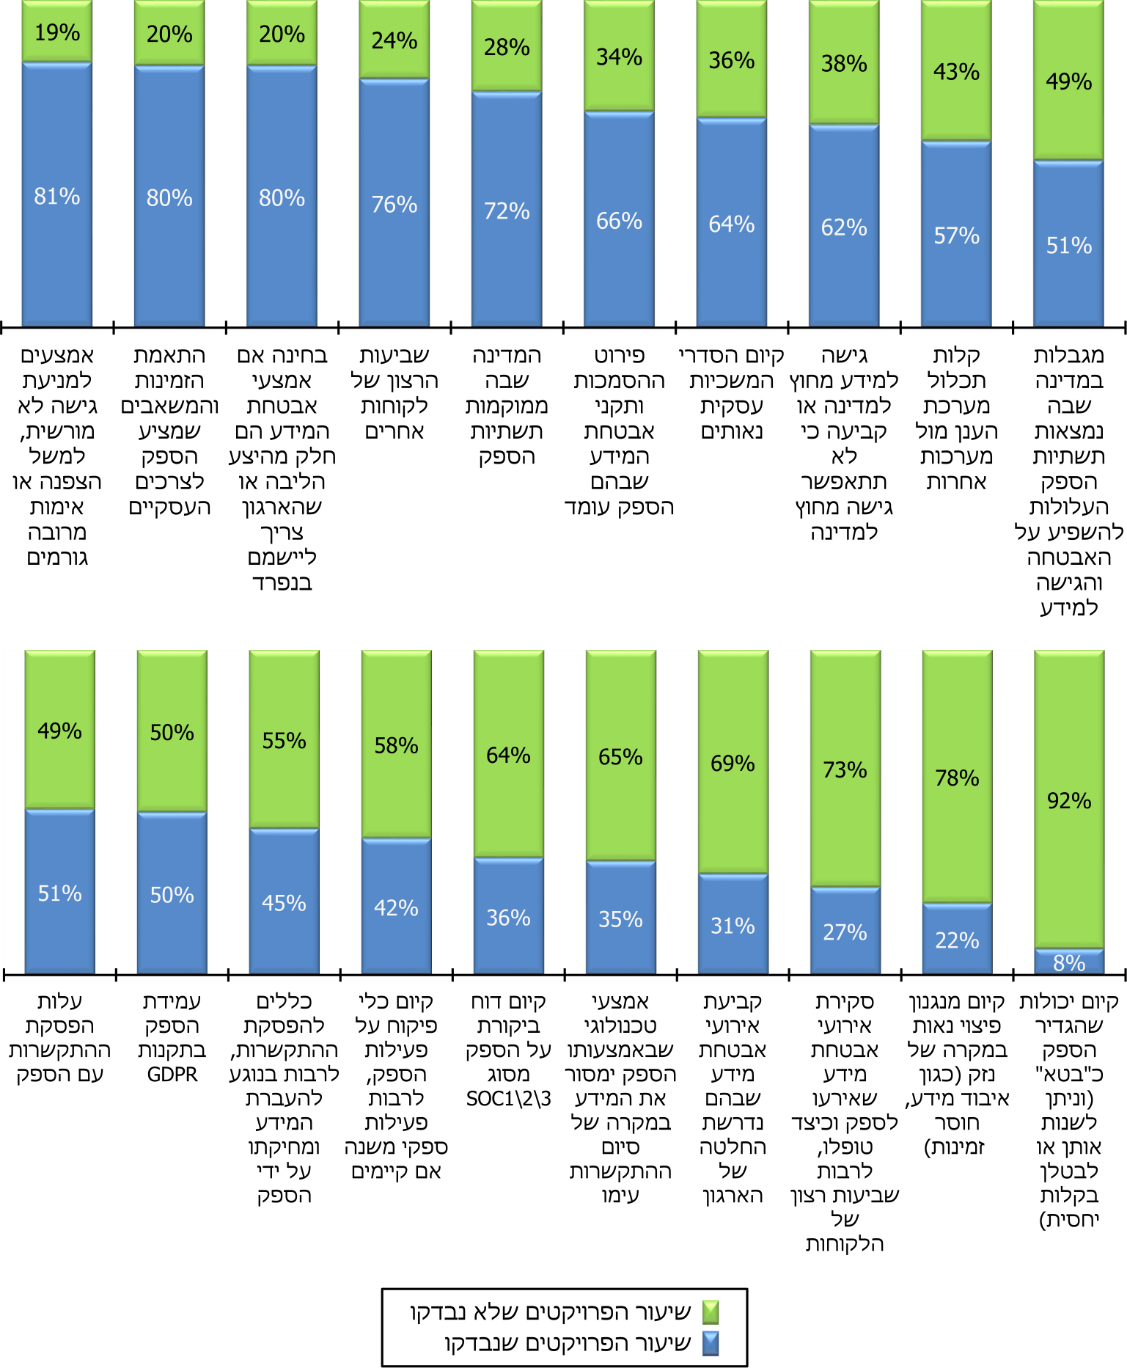 19%
20%
20%
24%
28%
34%
36%
38%
43%
49%
81%
80%
80%
76%
72%
66%
64%
62%
57%
51%
אמצעים
למניעת
גישה לא
מורשית,
למשל
הצפנה או
אימות
מרובה
גורמים
התאמת
הזמינות
והמשאבים
שמציע
הספק
לצרכים
העסקיים
בחינה אם
אמצעי
אבטחת
המידע הם
חלק מהיצע
הליבה או
שהארגון
צריך
ליישמם
בנפרד
שביעות
הרצון של
לקוחות
אחרים
המדינה
שבה
ממוקמות
תשתיות
הספק
פירוט
ההסמכות
ותקני
אבטחת
המידע
שבהם
הספק עומד
קיום הסדרי
המשכיות
עסקית
נאותים
גישה
למידע מחוץ
למדינה או
קביעה כי
לא
תתאפשר
גישה מחוץ
למדינה
קלות
תכלול
מערכת
הענן מול
מערכות
אחרות
מגבלות
במדינה
שבה
נמצאות
תשתיות
הספק
העלולות
להשפיע על
האבטחה
והגישה
למידע
49%
50%
55%
58%
64%
65%
69%
73%
78%
92%
51%
50%
45%
42%
36%
35%
31%
27%
22%
8%
עלות
הפסקת
ההתקשרות
עם הספק
עמידת
הספק
בתקנות
GDPR
כללים
להפסקת
ההתקשרות,
לרבות בנוגע
להעברת
המידע
ומחיקתו
על ידי
הספק
קיום כלי
פיקוח על
פעילות
הספק,
לרבות
פעילות
ספקי משנה
אם קיימים
קיום דוח
ביקורת
על הספק
מסוג
SOC1\2\3
אמצעי
טכנולוגי
שבאמצעותו
הספק ימסור
את המידע
במקרה של
סיום
ההתקשרות
עימו
קביעת
אירועי
אבטחת
מידע
שבהם
נדרשת
החלטה
של
הארגון
סקירת
אירועי
אבטחת
מידע
שאירעו
לספק וכיצד
טופלו,
לרבות
שביעות רצון
של
הלקוחות
קיום מנגנון
פיצוי נאות
במקרה של
נזק (כגון
איבוד מידע,
חוסר
זמינות)
קיום יכולות
שהגדיר
הספק
כ"בטא"
(וניתן
לשנות
אותן או
לבטלן
בקלות
יחסית)
שיעור הפרויקטים שלא נבדקו
שיעור הפרויקטים שנבדקו